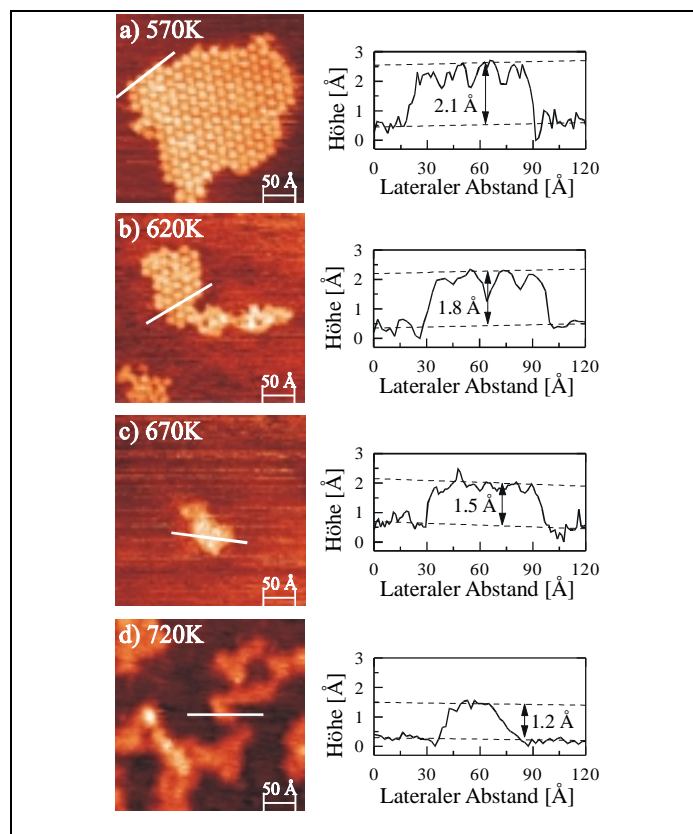 a) 570K
50 Å
3
2
1
0
Höhe [Å]
2.1 Å
0 30 60 90 120
Lateraler Abstand [Å]
b) 620K
50 Å
3
2
1
0
Höhe [Å]
1.8 Å
0 30 60 90 120
Lateraler Abstand [Å]
c) 670K
50 Å
3
2
1
0
Höhe [Å]
1.5 Å
0 30 60 90 120
Lateraler Abstand [Å]
d) 720K
50 Å
3
2
1
0
Höhe [Å]
1.2 Å
0 30 60 90 120
Lateraler Abstand [Å]